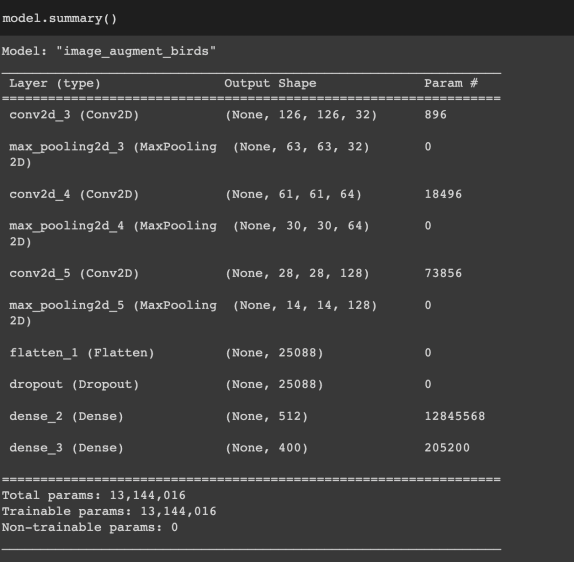 model.summary()
Model: "image_augment_birds"
_________________________________________________________________
Layer (type) Output Shape Param #
=================================================================
conv2d_3 (Conv2D) (None, 126, 126, 32) 896
max_pooling2d_3 (MaxPooling (None, 63, 63, 32) 0
2D)
conv2d_4 (Conv2D) (None, 61, 61, 64) 18496
max_pooling2d_4 (MaxPooling (None, 30, 30, 64) 0
2D)
conv2d_5 (Conv2D) (None, 28, 28, 128) 73856
max_pooling2d_5 (MaxPooling (None, 14, 14, 128) 0
2D)
flatten_1 (Flatten) (None, 25088) 0
dropout (Dropout) (None, 25088) 0
dense_2 (Dense) (None, 512) 12845568
dense_3 (Dense) (None, 400) 205200
=================================================================
Total params: 13,144,016
Trainable params: 13,144,016
Non-trainable params: 0
_________________________________________________________________